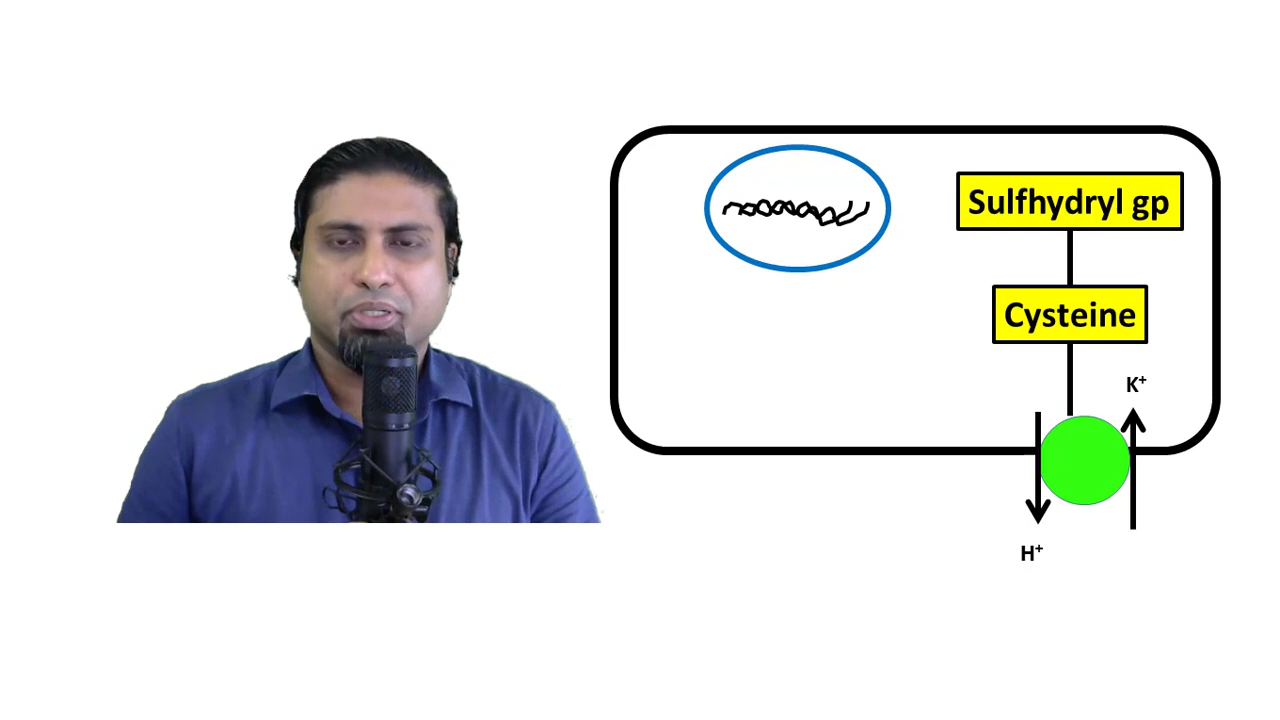 Sulfhydryl gp
Cysteine
K⁺
H⁺